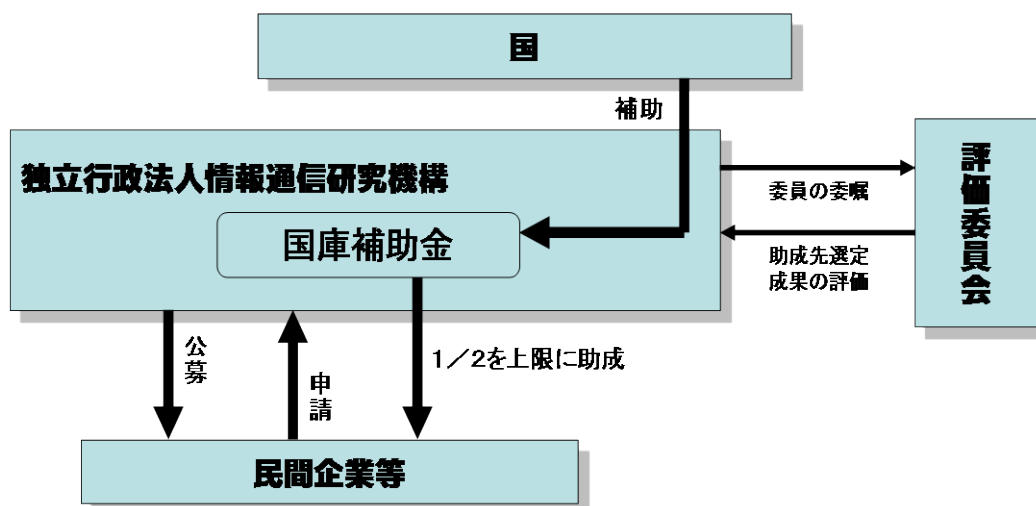 国
補助
独立行政法人情報通信研究機構
国庫補助金
委員の委嘱
助成先選定
成果の評価
評価委員会
公募
申請
1/2を上限に助成
民間企業等